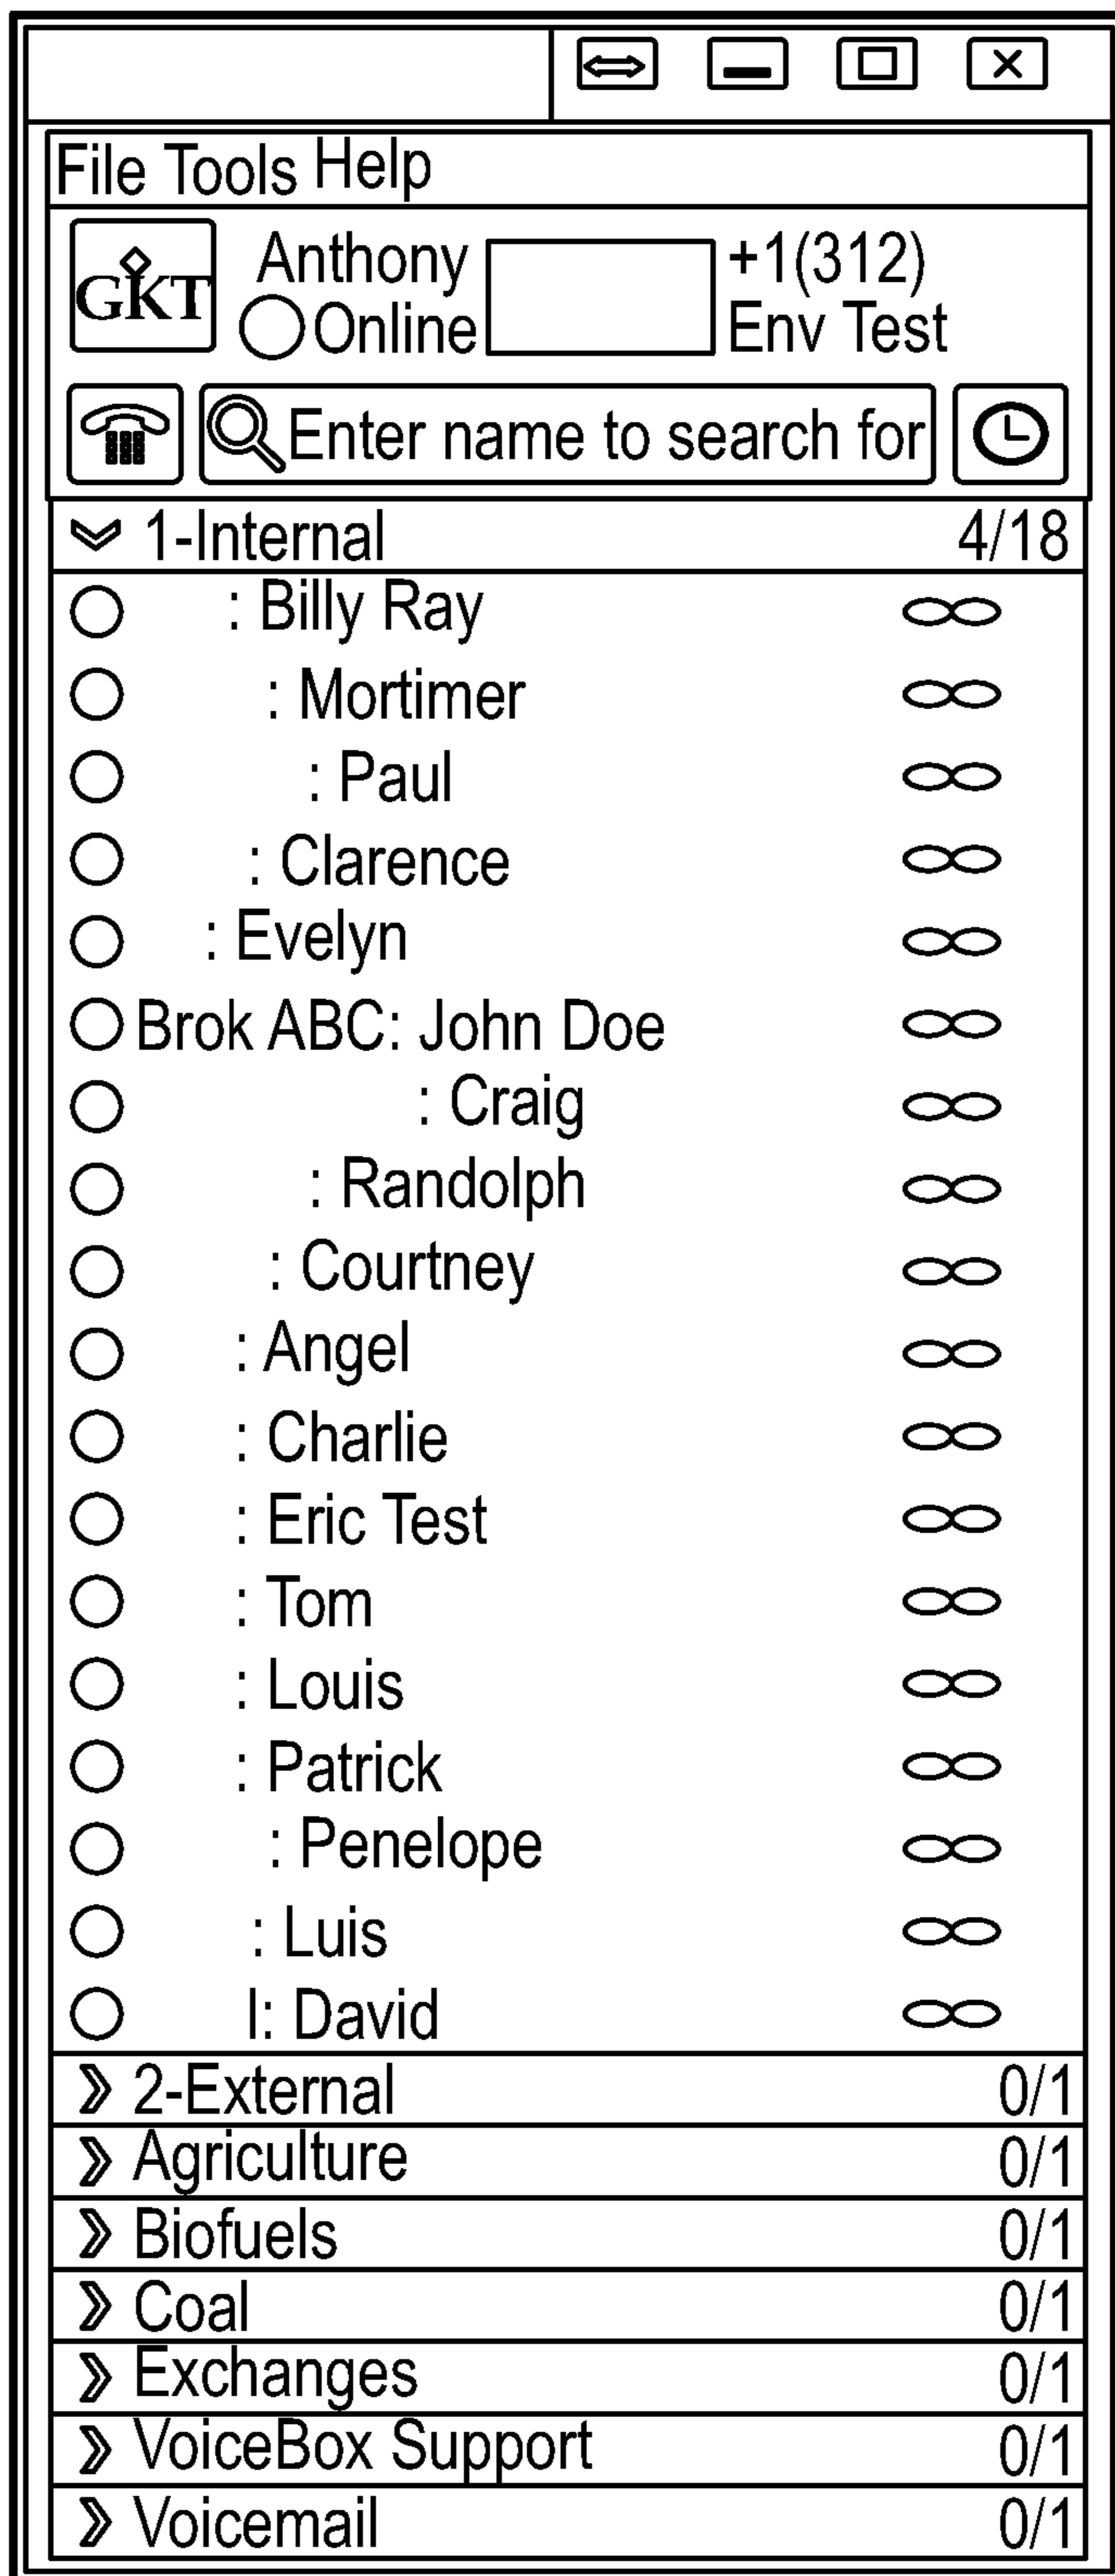 File Tools Help
GKT Anthony +1(312)
Online Env Test
Enter name to search for
1-Internal 4/18
: Billy Ray
: Mortimer
: Paul
: Clarence
: Evelyn
Brok ABC: John Doe
: Craig
: Randolph
: Courtney
: Angel
: Charlie
: Eric Test
: Tom
: Louis
: Patrick
: Penelope
: Luis
l: David
2-External 0/1
Agriculture 0/1
Biofuels 0/1
Coal 0/1
Exchanges 0/1
VoiceBox Support 0/1
Voicemail 0/1